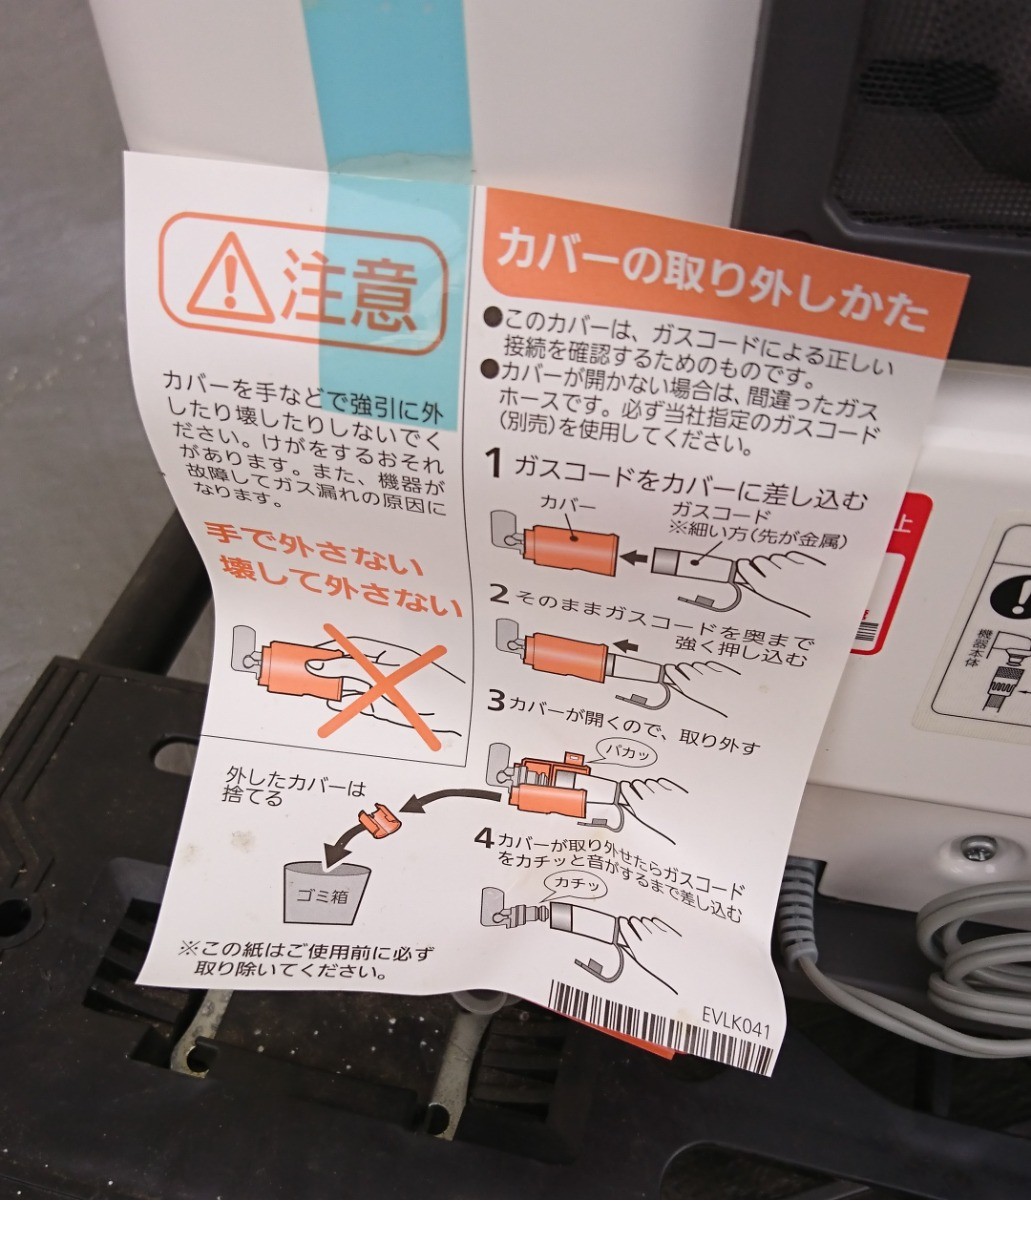 注意
カバーを手などで強引に外
したり壊したりしないでく
ださい。けがをするおそれ
があります。また、機器が
故障してガス漏れの原因に
なります。
手で外さない
壊して外さない
外したカバーは
捨てる
ゴミ箱
※この紙はご使用前に必ず
取り除いてください。
カバーの取り外しかた
●このカバーは、ガスコードによる正しい
接続を確認するためのものです。
●カバーが開かない場合は、間違ったガス
ホースです。必ず当社指定のガスコード
(別売)を使用してください。
1 ガスコードをカバーに差し込む
カバー
ガスコード
※細い方(先が金属)
2 そのままガスコードを奥まで
強く押し込む
3 カバーが開くので、取り外す
パカッ
4 カバーが取り外せたらガスコード
をカチッと音がするまで差し込む
カチッ
EVLK041
上
機器本体